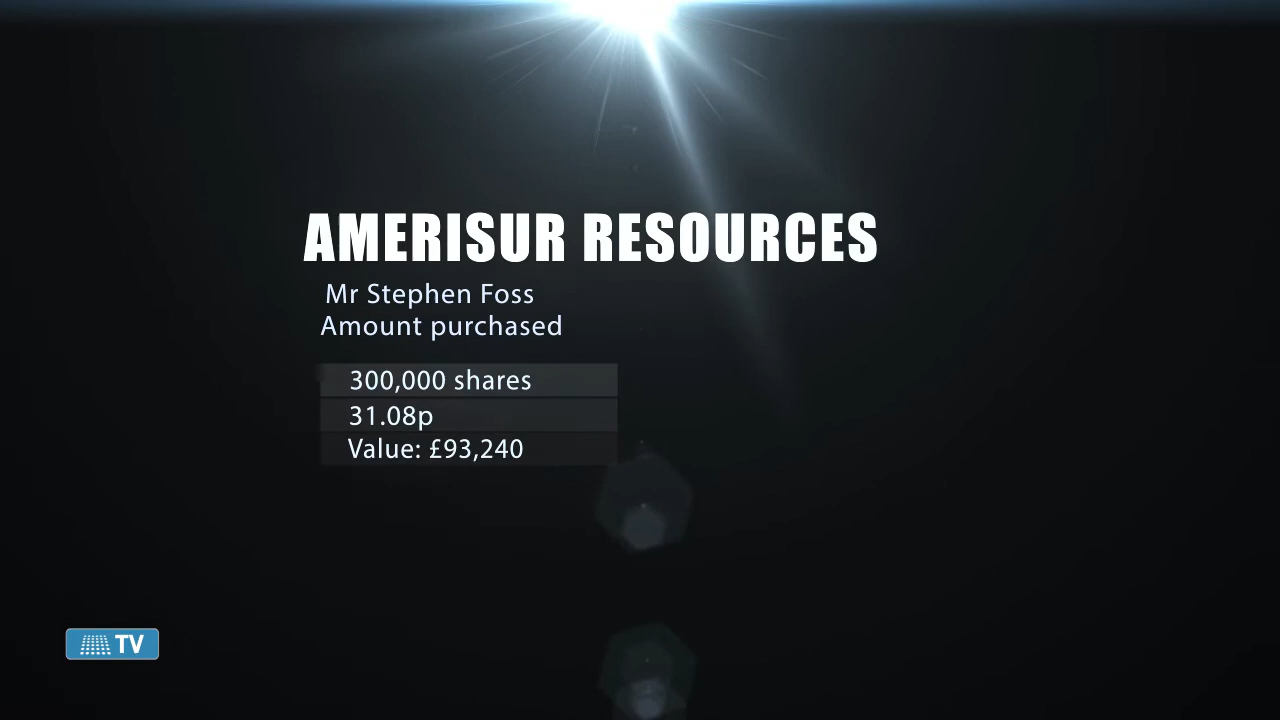 AMERISUR RESOURCES
Mr Stephen Foss
Amount purchased
300,000 shares
31.08p
Value: £93,240
TV